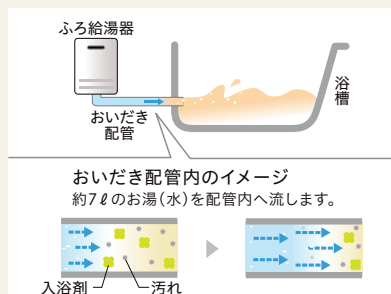 ふろ給湯器
浴槽
おいだき
配管
おいだき配管内のイメージ
約7ℓのお湯(水)を配管内へ流します。
入浴剤
汚れ